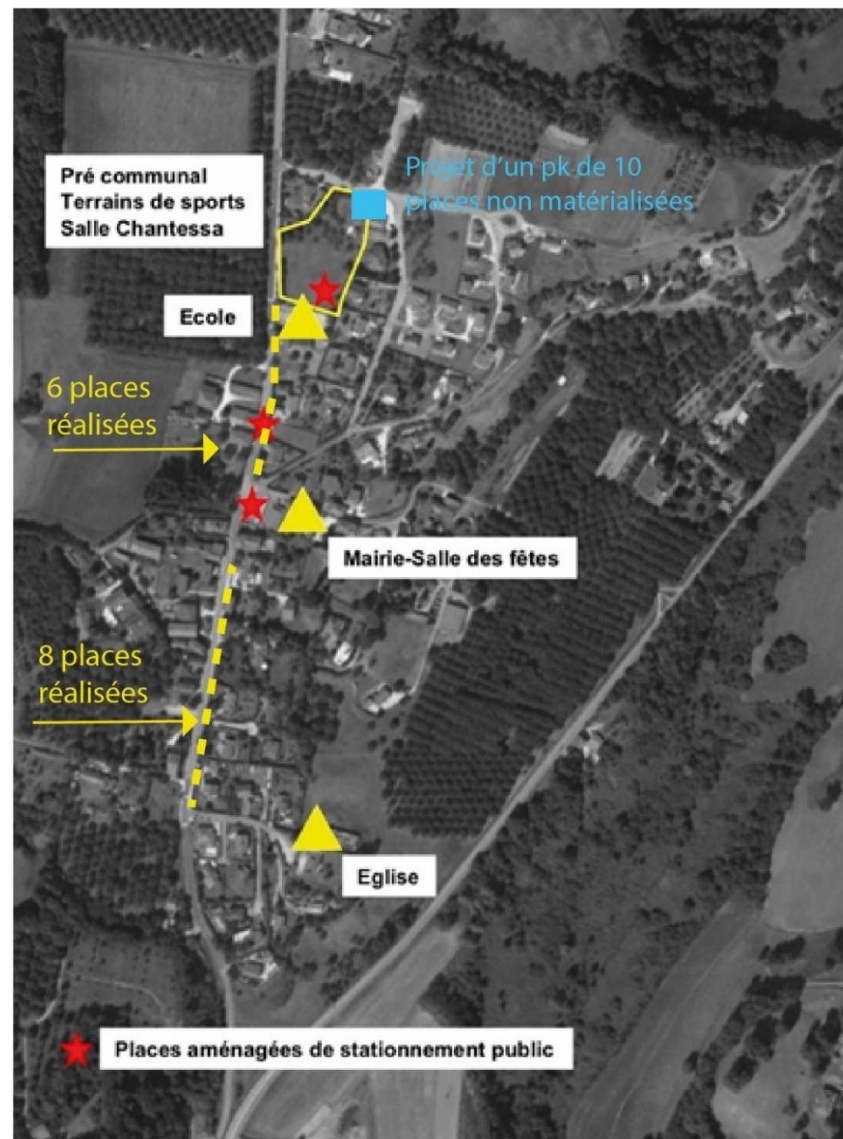 Pré communal
Terrains de sports
Salle Chantessa
Projet d'un pk de 10
places non matérialisées
Ecole
6 places
réalisées
Mairie-Salle des fêtes
8 places
réalisées
Eglise
Places aménagées de stationnement public